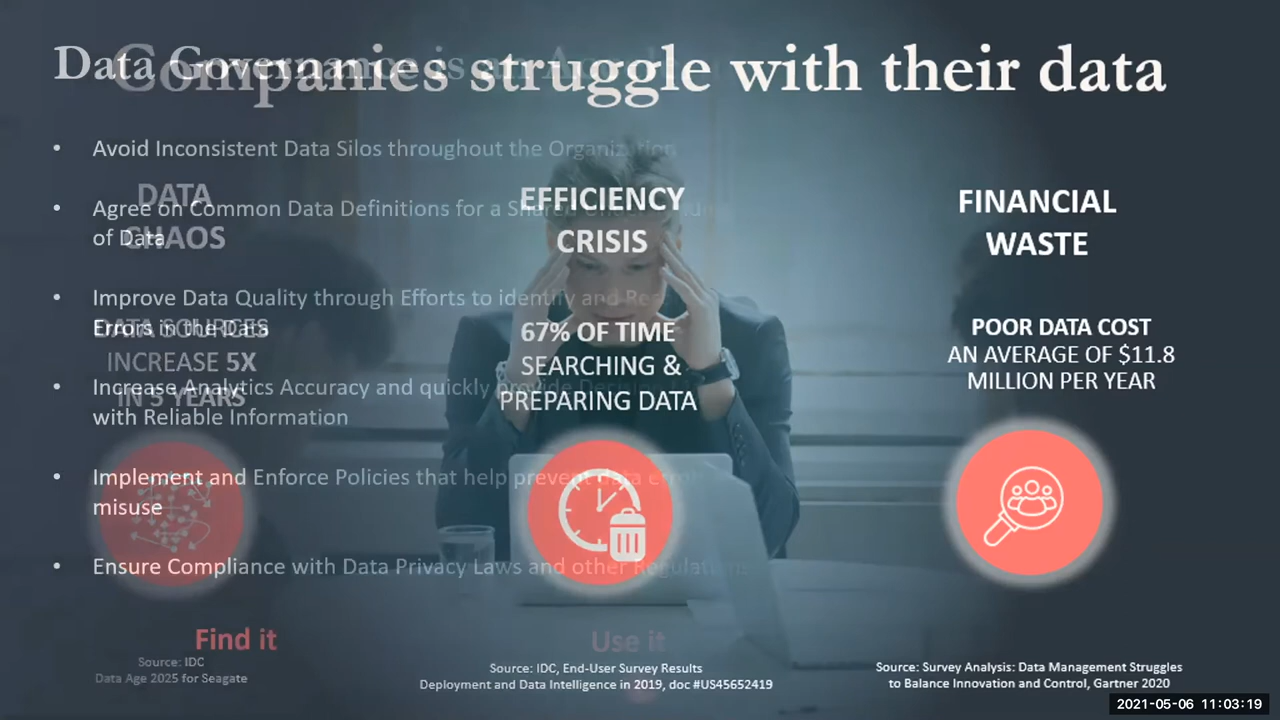 Companies struggle with their data
Data Governance is an
DATA
CHAOS
DATA SOURCES
INCREASE 5X
IN 5 YEARS
Source: IDC
Data Age 2025 for Seagate
EFFICIENCY
CRISIS
67% OF TIME
SEARCHING &
PREPARING DATA
Source: IDC, End-User Survey Results
Deployment and Data Intelligence in 2019, doc #US45652419
FINANCIAL
WASTE
POOR DATA COST
AN AVERAGE OF $11.8
MILLION PER YEAR
Source: Survey Analysis: Data Management Struggles
to Balance Innovation and Control, Gartner 2020
• Avoid Inconsistent Data Silos throughout the Organization
• Agree on Common Data Definitions for a Shared
of Data
• Improve Data Quality through Efforts to identify and
Errors in the Data
• Increase Analytics Accuracy and quickly provide
with Reliable Information
• Implement and Enforce Policies that help prevent data
misuse
• Ensure Compliance with Data Privacy Laws and other Regulations
Find it
Use it
2021-05-06 11:03:19